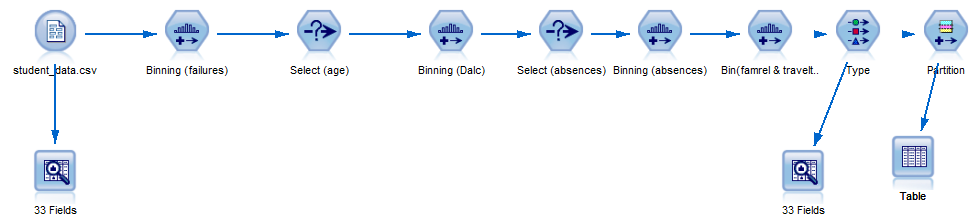 student_data.csv
Binning (failures)
Select (age)
Binning (Dalc)
Select (absences)
Binning (absences)
Bin(famrel & travelt..
Type
Partition
33 Fields
33 Fields
Table